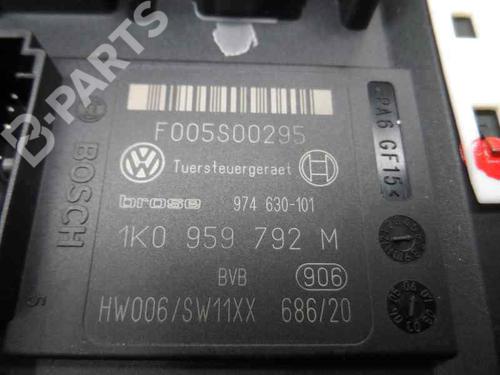 B-PARTS
F005S00295
Tuersteuergeraet
BOSCH
brose 974 630-101
1K0 959 792 M
BVB 906
HW006/SW11XX 686/20
>PA6 GF15<
5